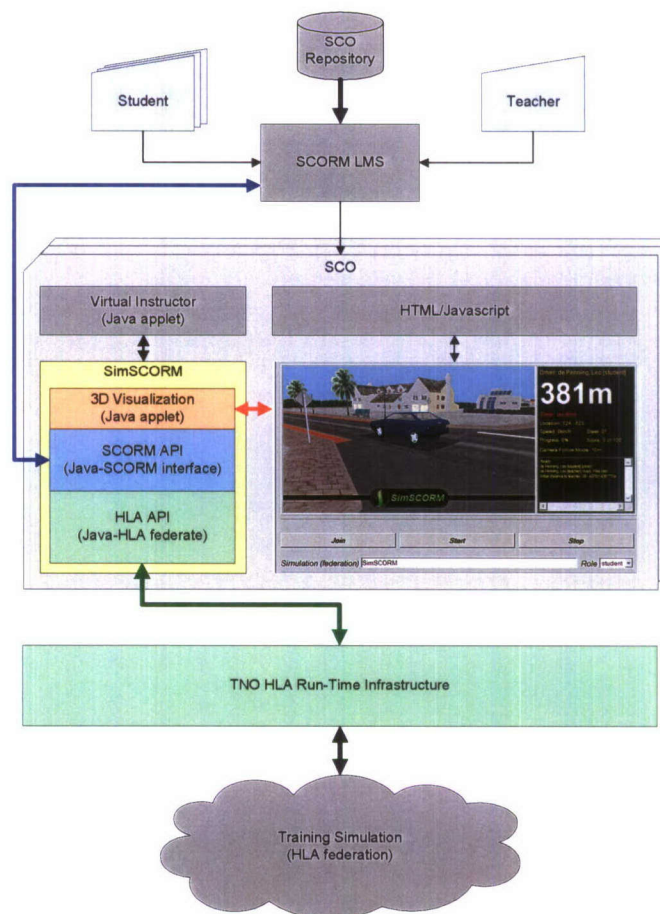 SCO
Repository
Student
Teacher
SCORM LMS
SCO
Virtual Instructor
(Java applet)
HTML/Javascript
SimSCORM
3D Visualization
(Java applet)
SCORM API
(Java-SCORM interface)
HLA API
(Java-HLA federate)
381m
SimSCORM
Join
Start
Stop
Simulation (federation)
SimSCORM
Role
student
TNO HLA Run-Time Infrastructure
Training Simulation
(HLA federation)